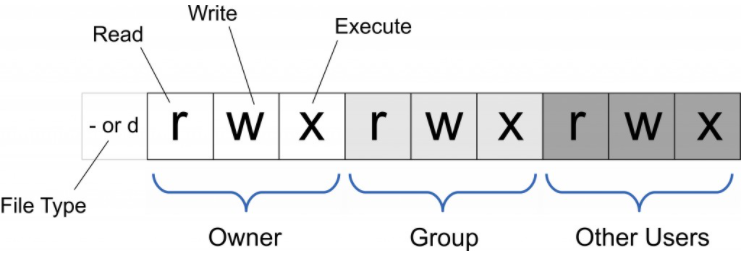 Write
Read
Execute
- or d r w x r w x r w x
File Type
Owner Group Other Users